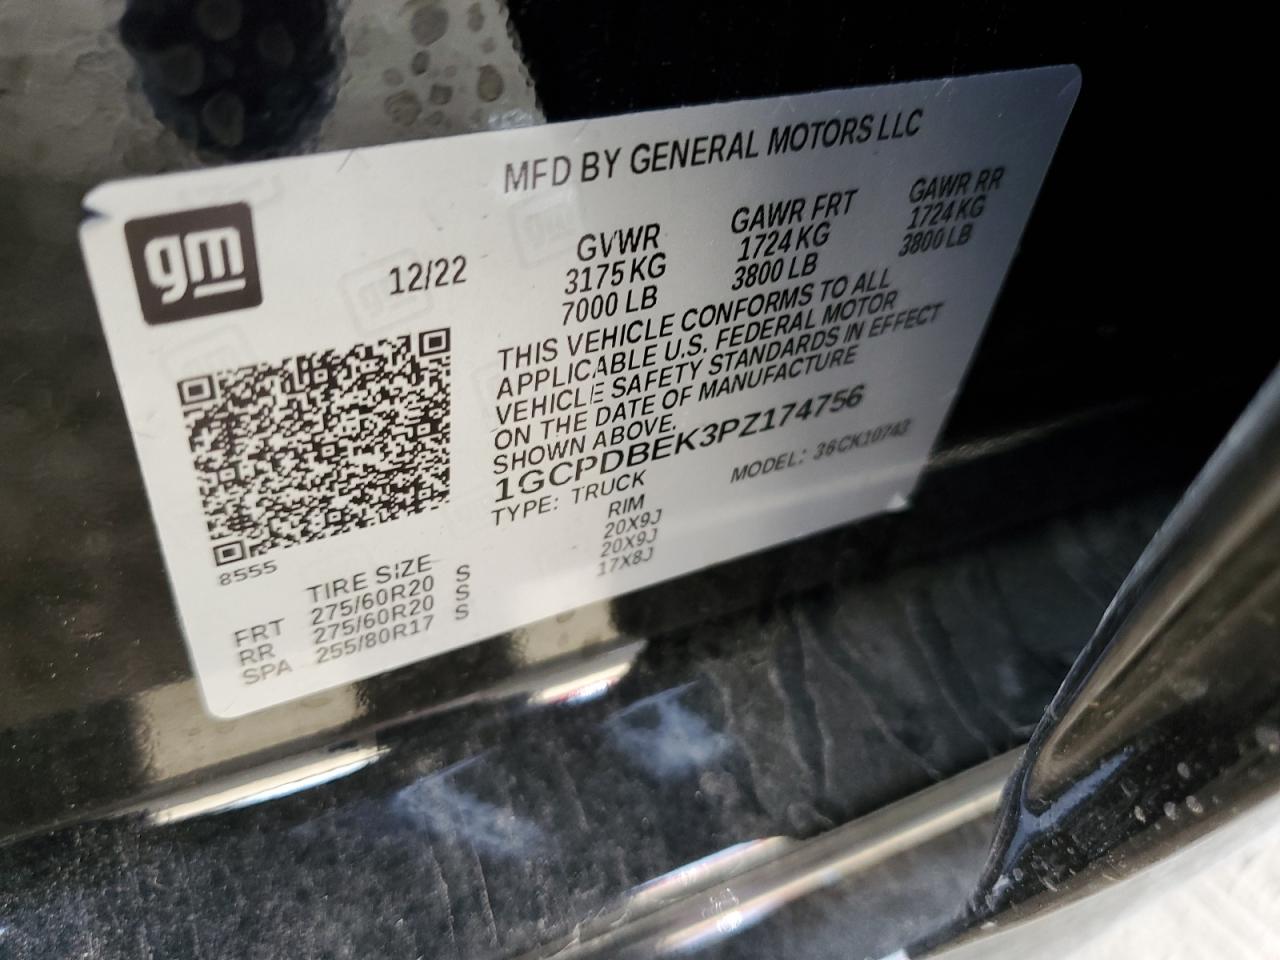 MFD BY GENERAL MOTORS LLC
gm
12/22
GVWR GAWR FRT GAWR RR
3175 KG 1724 KG 1724 KG
7000 LB 3800 LB 3800 LB
THIS VEHICLE CONFORMS TO ALL
APPLICABLE U.S. FEDERAL MOTOR
VEHICLE SAFETY STANDARDS IN EFFECT
ON THE DATE OF MANUFACTURE
SHOWN ABOVE.
1GCPDBEK3PZ174756
TYPE: TRUCK MODEL: 36CK10743
8555
TIRE SIZE RIM
FRT 275/60R20 S 20X9J
RR 275/60R20 S 20X9J
SPA 255/80R17 S 17X8J